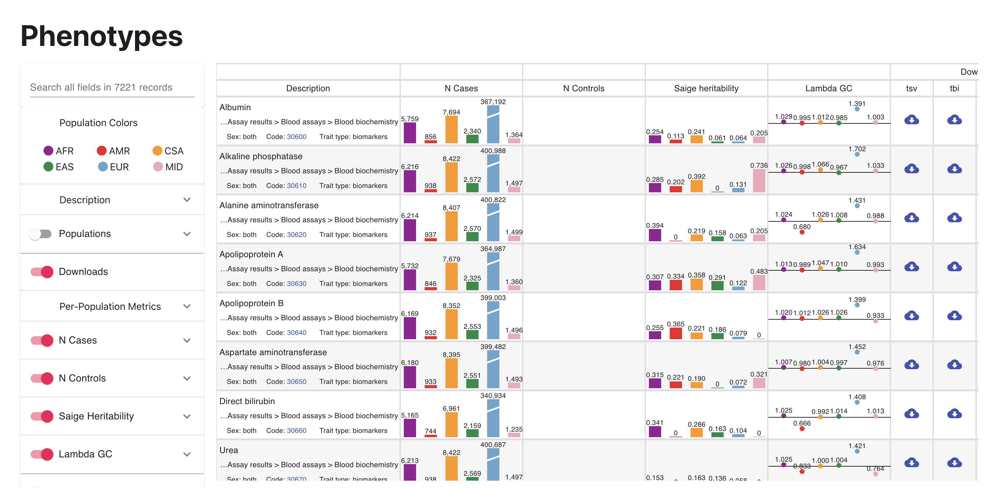 Phenotypes
Search all fields in 7221 records
Population Colors
AFR AMR CSA
EAS EUR MID
Description
Populations
Downloads
Per-Population Metrics
N Cases
N Controls
Saige Heritability
Lambda GC
Dow
Description N Cases N Controls Saige heritability Lambda GC tsv tbi
Albumin
...Assay results > Blood assays > Blood biochemistry
Sex: both Code: 30600 Trait type: biomarkers
5,759 856 7,694 2,340 367,192 1,364
0.254 0.113 0.241 0.061 0.064 0.205
1.029 0.995 1.012 0.985 1.391 1.003
Alkaline phosphatase
...Assay results > Blood assays > Blood biochemistry
Sex: both Code: 30610 Trait type: biomarkers
6,216 938 8,422 2,572 400,988 1,497
0.285 0.202 0.392 0 0.131 0.736
1.026 0.998 1.066 0.967 1.702 1.033
Alanine aminotransferase
...Assay results > Blood assays > Blood biochemistry
Sex: both Code: 30620 Trait type: biomarkers
6,214 937 8,407 2,570 400,822 1,499
0.394 0 0.219 0.158 0.063 0.205
1.024 0.680 1.026 1.008 1.431 0.988
Apolipoprotein A
...Assay results > Blood assays > Blood biochemistry
Sex: both Code: 30630 Trait type: biomarkers
5,732 846 7,679 2,325 364,987 1,360
0.307 0.334 0.358 0.291 0.122 0.483
1.013 0.989 1.047 1.010 1.634 0.993
Apolipoprotein B
...Assay results > Blood assays > Blood biochemistry
Sex: both Code: 30640 Trait type: biomarkers
6,169 932 8,352 2,553 399,003 1,496
0.255 0.365 0.221 0.186 0.079 0
1.020 1.012 1.026 1.026 1.399 0.933
Aspartate aminotransferase
...Assay results > Blood assays > Blood biochemistry
Sex: both Code: 30650 Trait type: biomarkers
6,180 933 8,395 2,551 399,482 1,493
0.315 0.221 0.190 0 0.072 0.321
1.007 0.980 1.004 0.997 1.452 0.976
Direct bilirubin
...Assay results > Blood assays > Blood biochemistry
Sex: both Code: 30660 Trait type: biomarkers
5,165 744 6,961 2,159 340,934 1,235
0.341 0 0.286 0.163 0.104 0
1.025 0.666 0.992 1.014 1.408 1.013
Urea
...Assay results > Blood assays > Blood biochemistry
Sex: both Code: 30670 Trait type: biomarkers
6,213 938 8,422 2,569 400,687 1,497
0.153 0 0.163 0.136 0.058 0
1.025 0.833 1.000 1.004 1.421 0.764